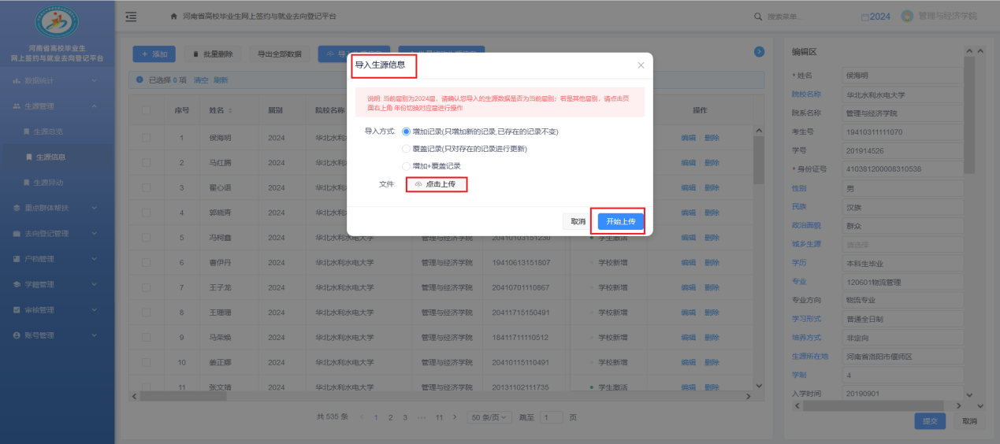 河南省高校毕业生
网上签约与就业去向登记平台
数据统计
生源管理
生源总览
生源信息
生源异动
重点群体帮扶
去向登记管理
户档管理
学籍管理
审核管理
账号管理
河南省高校毕业生网上签约与就业去向登记平台
搜索菜单...
2024 管理与经济学院
+ 添加 批量删除 导出全部数据
已选择 0 项 清空 刷新
序号 姓名 届别 院校名称 操作
1 侯海明 2024 华北水利 编辑 删除
2 马红腾 2024 华北水利 编辑 删除
3 翟心语 2024 华北水利 编辑 删除
4 郭晓霄 2024 华北水利 编辑 删除
5 冯柯鑫 2024 华北水利水电大学 管理与经济学院 20410103151230 学生激活 编辑 删除
6 曹伊丹 2024 华北水利水电大学 管理与经济学院 19410613151807 学校新增 编辑 删除
7 王子龙 2024 华北水利水电大学 管理与经济学院 20410701110867 学校新增 编辑 删除
8 王珊珊 2024 华北水利水电大学 管理与经济学院 20411715150491 学校新增 编辑 删除
9 马荣焕 2024 华北水利水电大学 管理与经济学院 18411711110512 学校新增 编辑 删除
10 姜正娜 2024 华北水利水电大学 管理与经济学院 20410115110491 学校新增 编辑 删除
11 张文婧 2024 华北水利水电大学 管理与经济学院 20131102111735 学生激活 编辑 删除
共 535 条 < 1 2 3 ··· 11 > 50 条/页 跳至 1 页
导入生源信息
说明: 当前届别为2024届，请确认您导入的生源数据是否为当前届别；若是其他届别，请点击页
面右上角 年份切换对应届进行操作
导入方式: 增加记录(只增加新的记录,已存在的记录不变)
覆盖记录(只对存在的记录进行更新)
增加+覆盖记录
文件: 点击上传
取消 开始上传
编辑区
* 姓名 侯海明
院校名称 华北水利水电大学
院系名称 管理与经济学院
考生号 19410311111070
学号 201914526
* 身份证号 410381200008310538
性别 男
民族 汉族
政治面貌 群众
城乡生源 请选择
学历 本科生毕业
专业 120601物流管理
专业方向 物流专业
学习形式 普通全日制
培养方式 非定向
生源所在地 河南省洛阳市偃师区
学制 4
入学时间 20190901
提交 取消